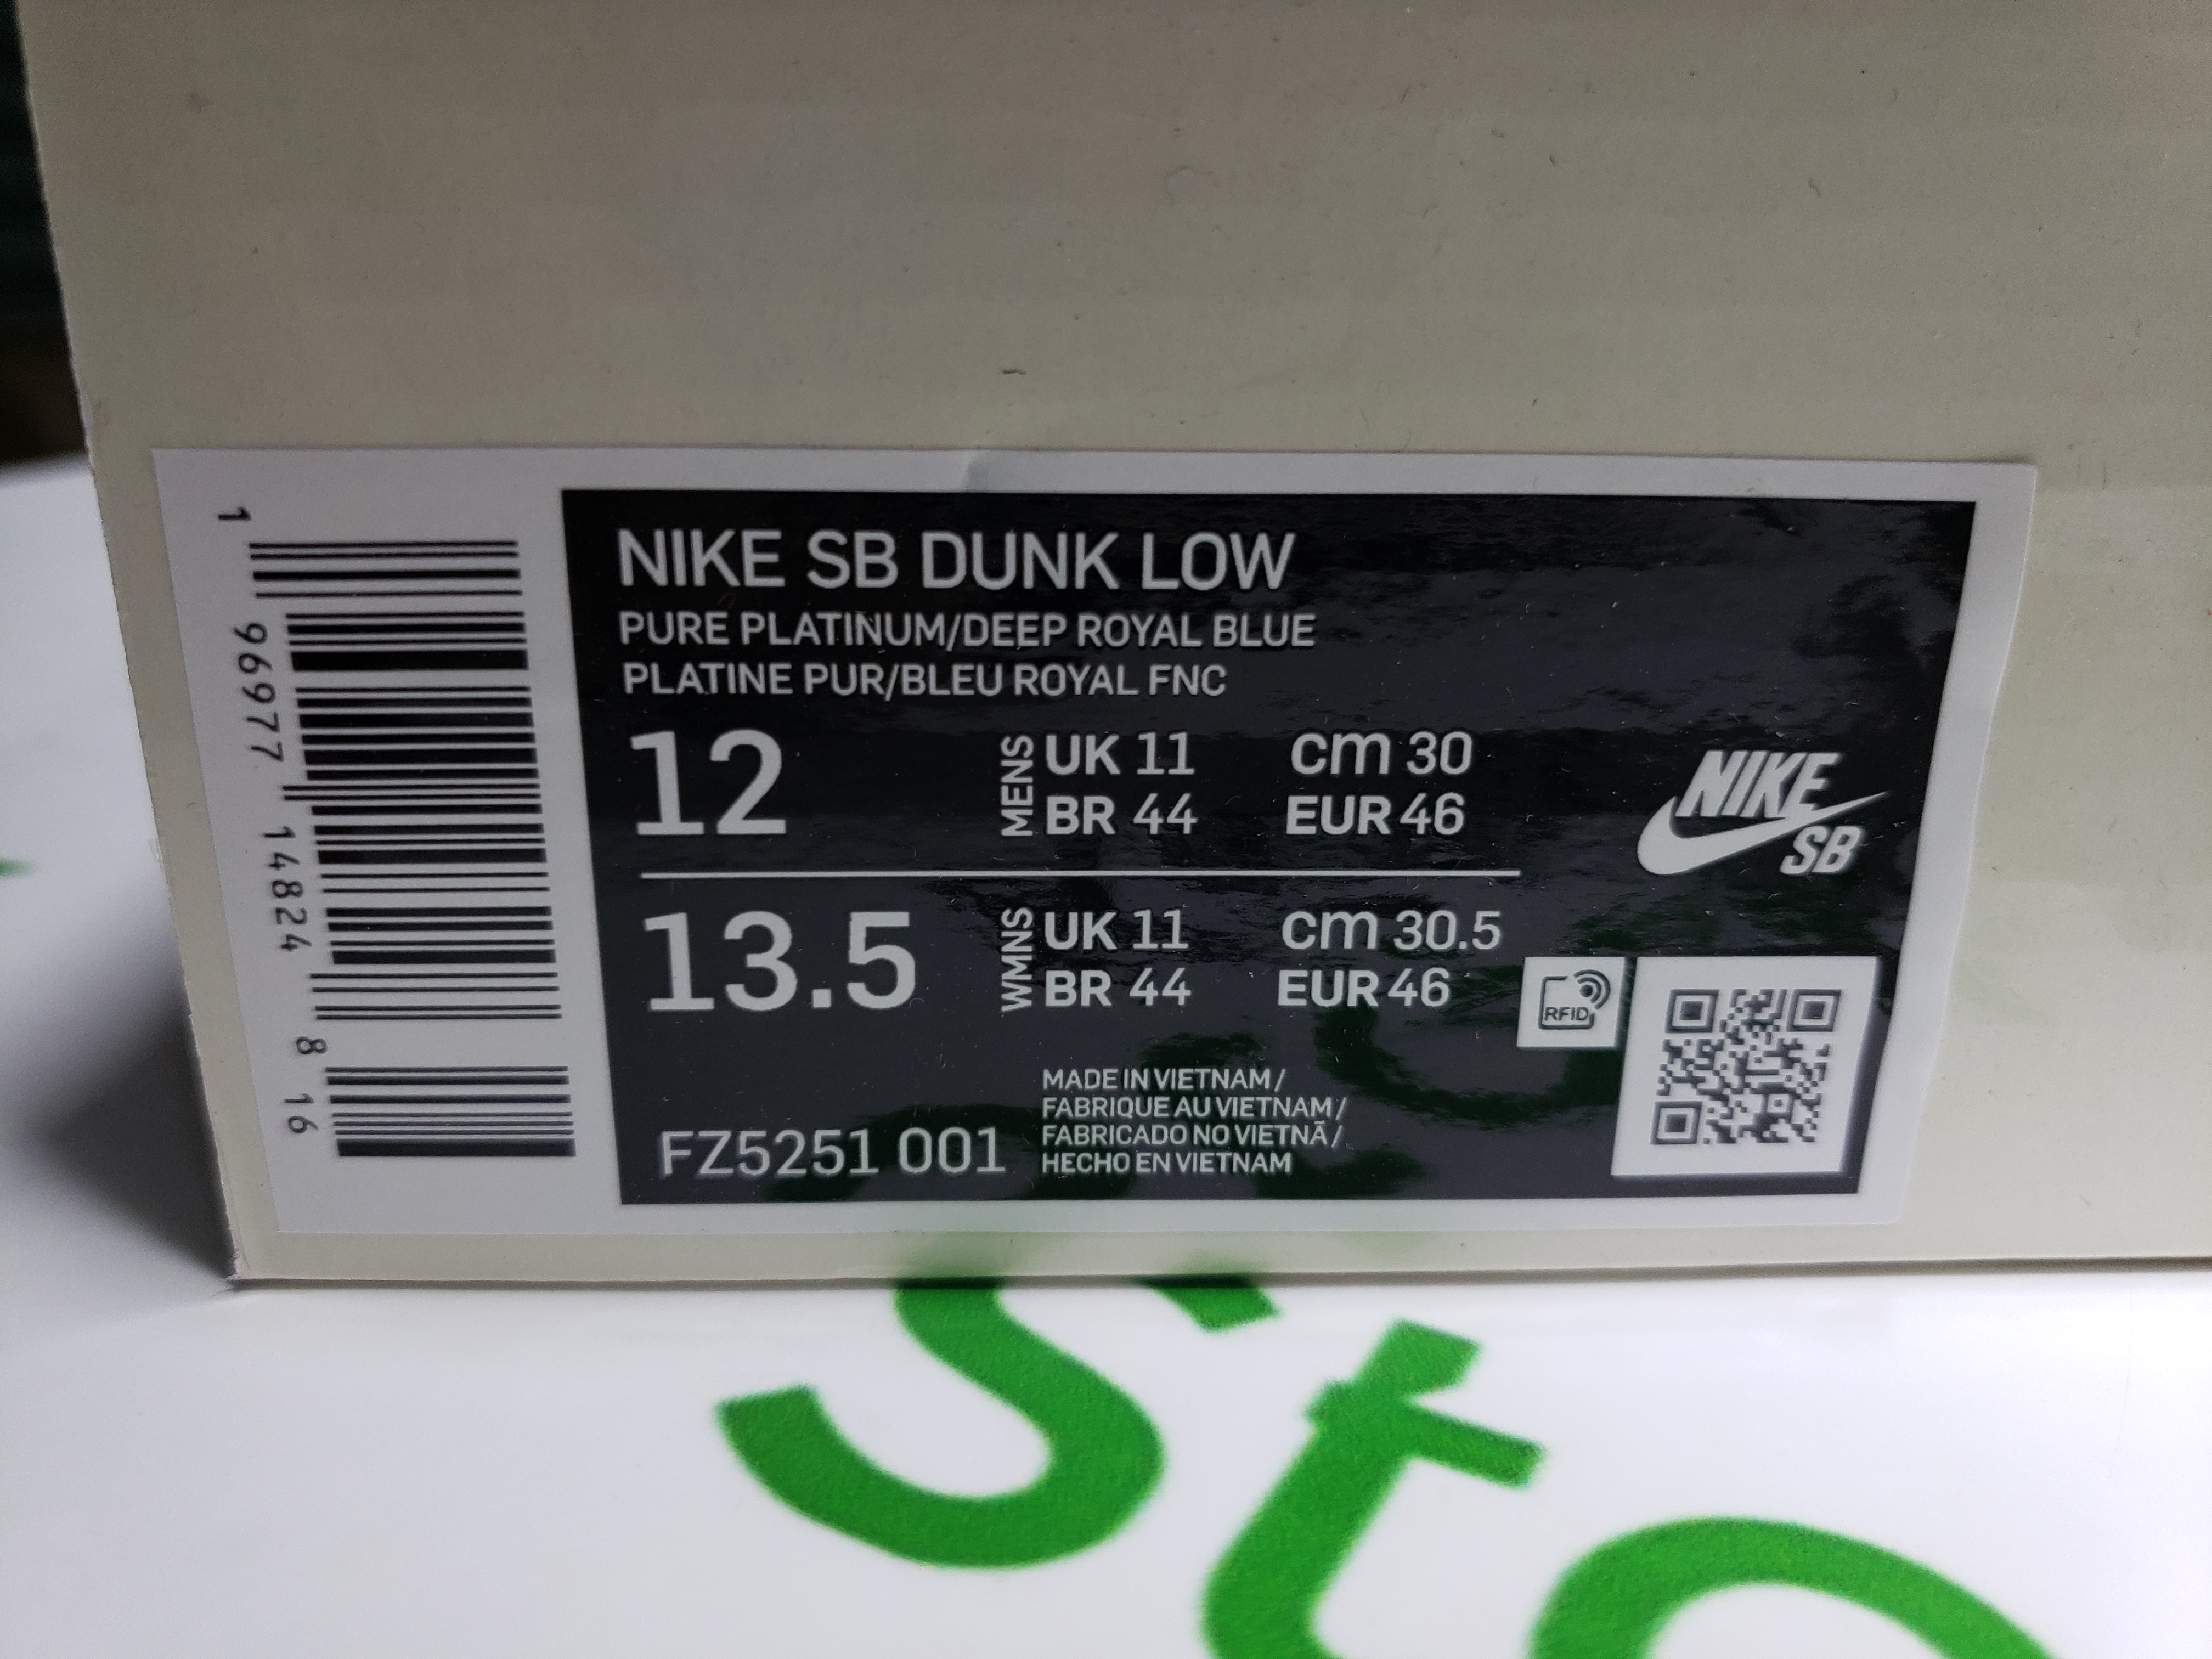 NIKE SB DUNK LOW
PURE PLATINUM/DEEP ROYAL BLUE
PLATINE PUR/BLEU ROYAL FNC
12 MENS UK 11 cm 30
BR 44 EUR 46
13.5 WMNS UK 11 cm 30.5
BR 44 EUR 46
MADE IN VIETNAM /
FABRIQUE AU VIETNAM /
FABRICADO NO VIETNÃ /
HECHO EN VIETNAM
FZ5251 001
NIKE
SB
RFID
1 96977 14824 8 16
Sto